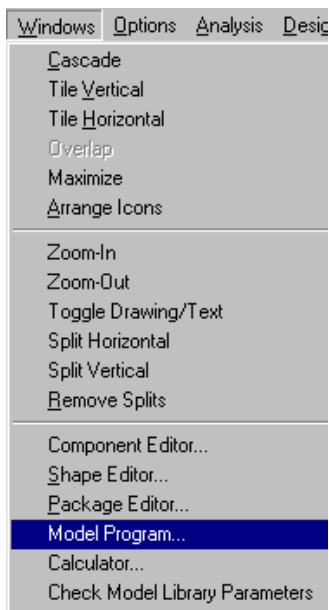 Windows Options Analysis Desig
Cascade
Tile Vertical
Tile Horizontal
Overlap
Maximize
Arrange Icons
Zoom-In
Zoom-Out
Toggle Drawing/Text
Split Horizontal
Split Vertical
Remove Splits
Component Editor...
Shape Editor...
Package Editor...
Model Program...
Calculator...
Check Model Library Parameters